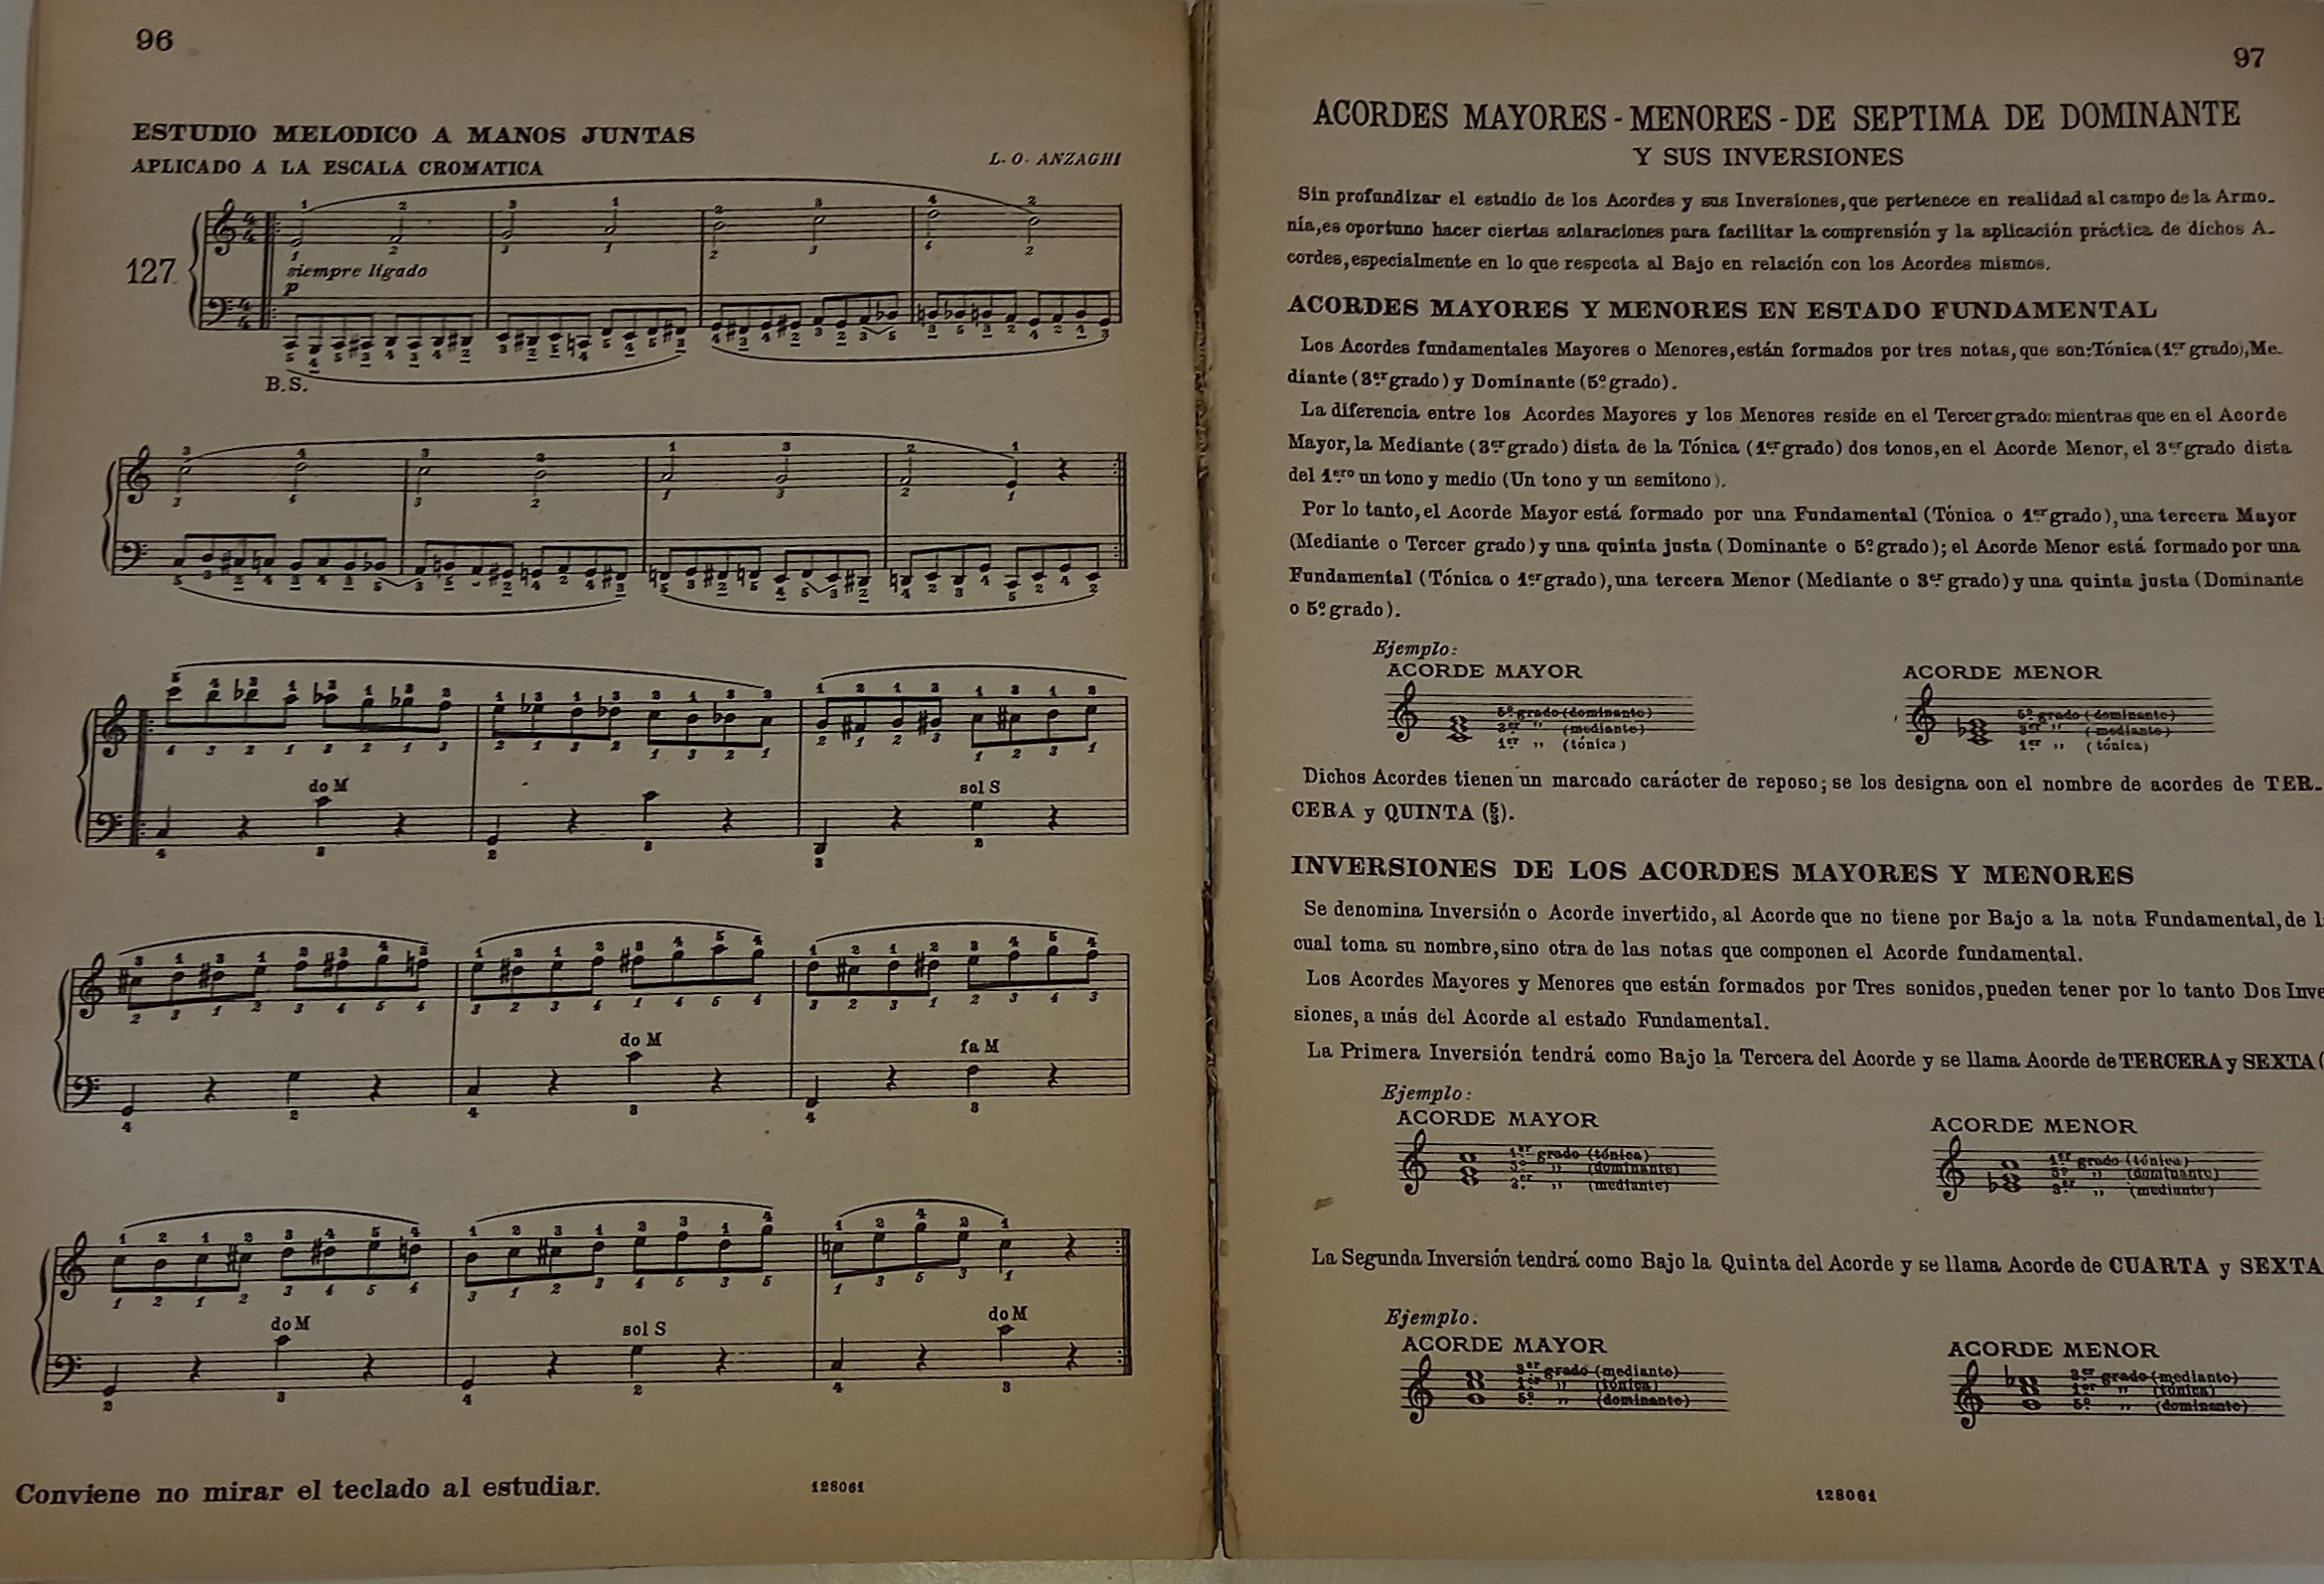 96
ESTUDIO MELODICO A MANOS JUNTAS
APLICADO A LA ESCALA CROMATICA
L. O. ANZAGHI
127
siempre lígado
p
B.S.
do M
sol S
do M
fa M
do M
sol S
do M
Conviene no mirar el teclado al estudiar.
128061
97
ACORDES MAYORES - MENORES - DE SEPTIMA DE DOMINANTE
Y SUS INVERSIONES
Sin profundizar el estudio de los Acordes y sus Inversiones, que pertenece en realidad al campo de la Armo-
nía, es oportuno hacer ciertas aclaraciones para facilitar la comprensión y la aplicación práctica de dichos A-
cordes, especialmente en lo que respecta al Bajo en relación con los Acordes mismos.
ACORDES MAYORES Y MENORES EN ESTADO FUNDAMENTAL
Los Acordes fundamentales Mayores o Menores, están formados por tres notas, que son: Tónica (1er grado), Me-
diante (3er grado) y Dominante (5º grado).
La diferencia entre los Acordes Mayores y los Menores reside en el Tercer grado: mientras que en el Acorde
Mayor, la Mediante (3er grado) dista de la Tónica (1er grado) dos tonos, en el Acorde Menor, el 3er grado dista
del 1ero un tono y medio (Un tono y un semitono).
Por lo tanto, el Acorde Mayor está formado por una Fundamental (Tónica o 1er grado), una tercera Mayor
(Mediante o Tercer grado) y una quinta justa (Dominante o 5º grado); el Acorde Menor está formado por una
Fundamental (Tónica o 1er grado), una tercera Menor (Mediante o 3er grado) y una quinta justa (Dominante
o 5º grado).
Ejemplo:
ACORDE MAYOR
5º grado (dominante)
3er „ (mediante)
1er „ (tónica)
ACORDE MENOR
5º grado (dominante)
3er „ (mediante)
1er „ (tónica)
Dichos Acordes tienen un marcado carácter de reposo; se los designa con el nombre de acordes de TER-
CERA y QUINTA (5/3).
INVERSIONES DE LOS ACORDES MAYORES Y MENORES
Se denomina Inversión o Acorde invertido, al Acorde que no tiene por Bajo a la nota Fundamental, de l
cual toma su nombre, sino otra de las notas que componen el Acorde fundamental.
Los Acordes Mayores y Menores que están formados por Tres sonidos, pueden tener por lo tanto Dos Inve
siones, a más del Acorde al estado Fundamental.
La Primera Inversión tendrá como Bajo la Tercera del Acorde y se llama Acorde de TERCERA y SEXTA (
Ejemplo:
ACORDE MAYOR
1er grado (tónica)
5º „ (dominante)
3er „ (mediante)
ACORDE MENOR
1er grado (tónica)
5º „ (dominante)
3er „ (mediante)
La Segunda Inversión tendrá como Bajo la Quinta del Acorde y se llama Acorde de CUARTA y SEXTA
Ejemplo:
ACORDE MAYOR
3er grado (mediante)
1er „ (tónica)
5º „ (dominante)
ACORDE MENOR
3er grado (mediante)
1er „ (tónica)
5º „ (dominante)
128061